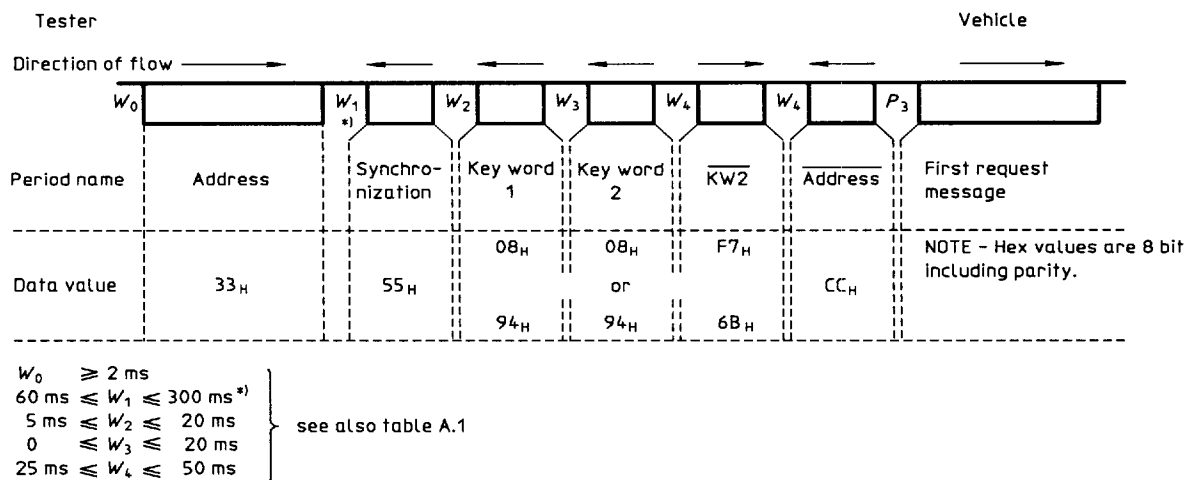 Tester Vehicle
Direction of flow
W₀ W₁ W₂ W₃ W₄ W₄ P₃
*)
Period name Address Synchro- Key word Key word K̅W̅2̅ A̅d̅d̅r̅e̅s̅s̅ First request
nization 1 2 message
08H 08H F7H NOTE – Hex values are 8 bit
including parity.
Data value 33H 55H or CCH
94H 94H 6BH
W₀ ⩾ 2 ms
60 ms ⩽ W₁ ⩽ 300 ms*)
5 ms ⩽ W₂ ⩽ 20 ms
0 ⩽ W₃ ⩽ 20 ms
25 ms ⩽ W₄ ⩽ 50 ms
see also table A.1